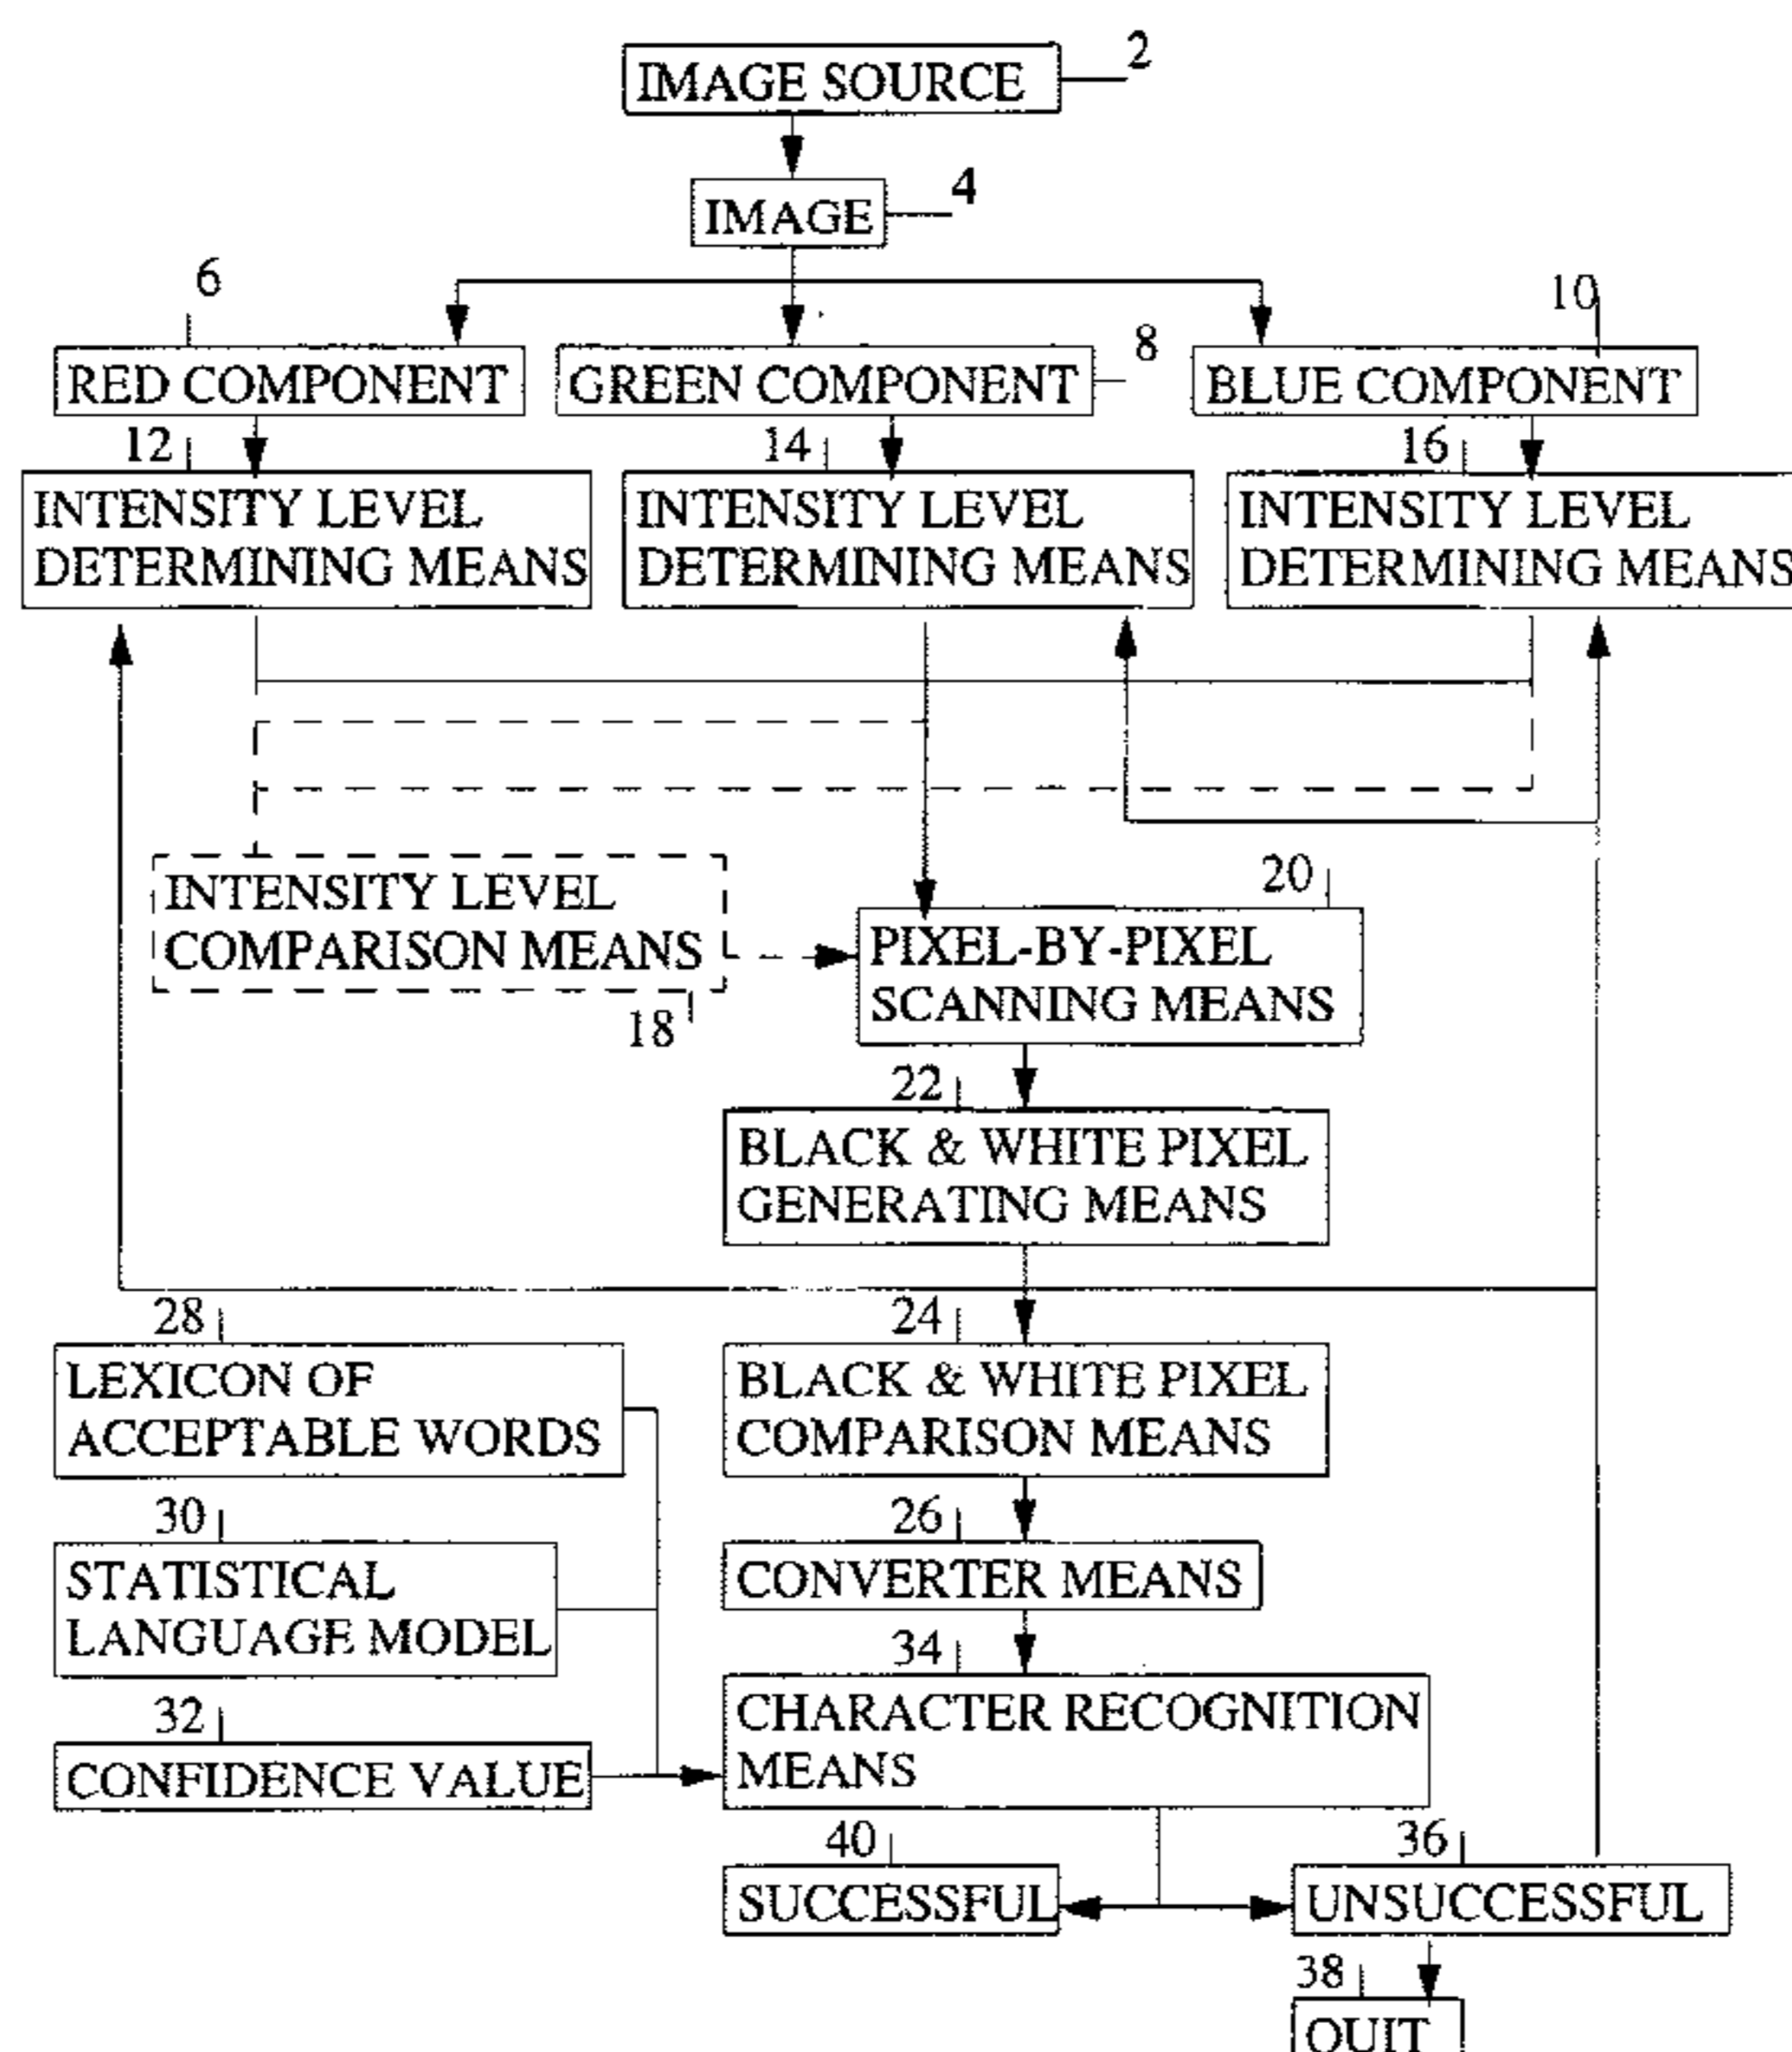 IMAGE SOURCE
2
IMAGE
4
6
10
8
RED COMPONENT
GREEN COMPONENT
BLUE COMPONENT
12
14
16
INTENSITY LEVEL
DETERMINING MEANS
INTENSITY LEVEL
DETERMINING MEANS
INTENSITY LEVEL
DETERMINING MEANS
INTENSITY LEVEL
COMPARISON MEANS
18
20
PIXEL-BY-PIXEL
SCANNING MEANS
22
BLACK & WHITE PIXEL
GENERATING MEANS
28
LEXICON OF
ACCEPTABLE WORDS
24
BLACK & WHITE PIXEL
COMPARISON MEANS
30
STATISTICAL
LANGUAGE MODEL
26
CONVERTER MEANS
32
CONFIDENCE VALUE
34
CHARACTER RECOGNITION
MEANS
40
SUCCESSFUL
36
UNSUCCESSFUL
38
QUIT